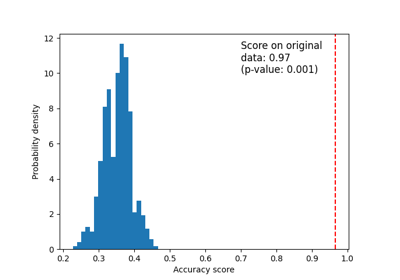 12
10
8
6
4
2
0
Probability density
Score on original
data: 0.97
(p-value: 0.001)
0.2 0.3 0.4 0.5 0.6 0.7 0.8 0.9 1.0
Accuracy score